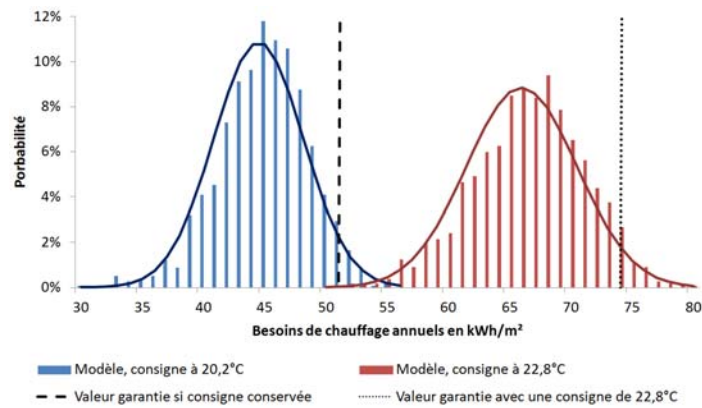 12%
10%
8%
6%
4%
2%
0%
Porbabilité
30 35 40 45 50 55 60 65 70 75 80
Besoins de chauffage annuels en kWh/m²
Modèle, consigne à 20,2°C
Modèle, consigne à 22,8°C
Valeur garantie si consigne conservée
Valeur garantie avec une consigne de 22,8°C